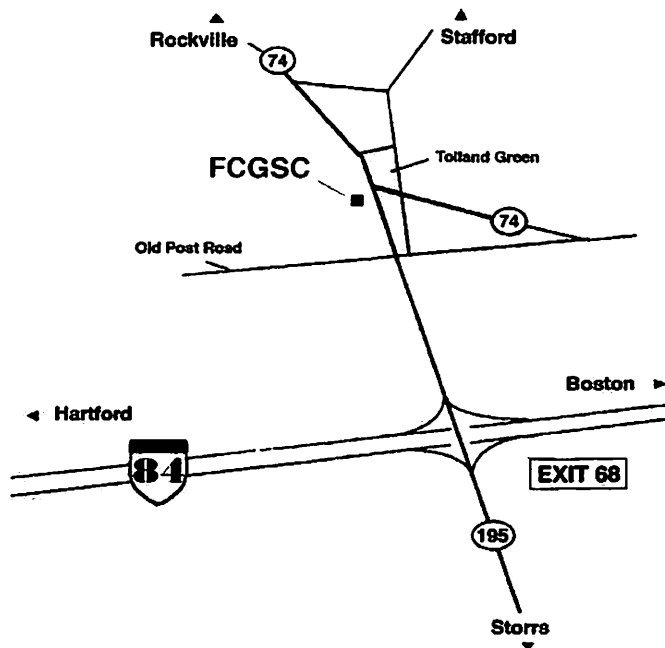 Rockville
Stafford
74
FCGSC
Tolland Green
74
Old Post Road
Boston
Hartford
84
EXIT 68
195
Storrs